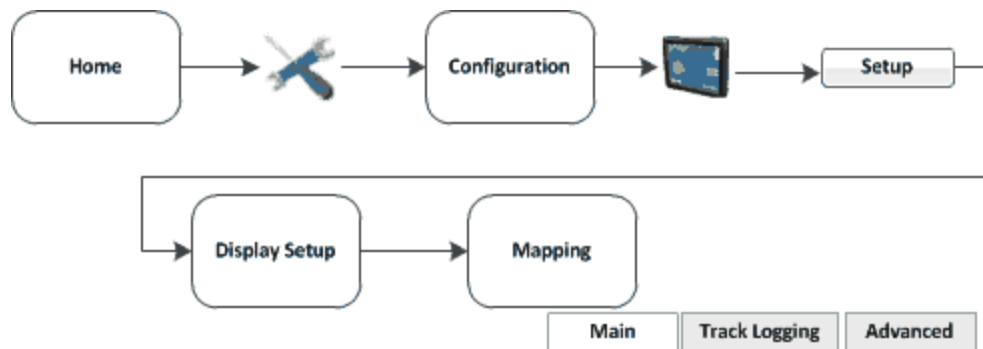 Home
Configuration
Setup
Display Setup
Mapping
Main
Track Logging
Advanced